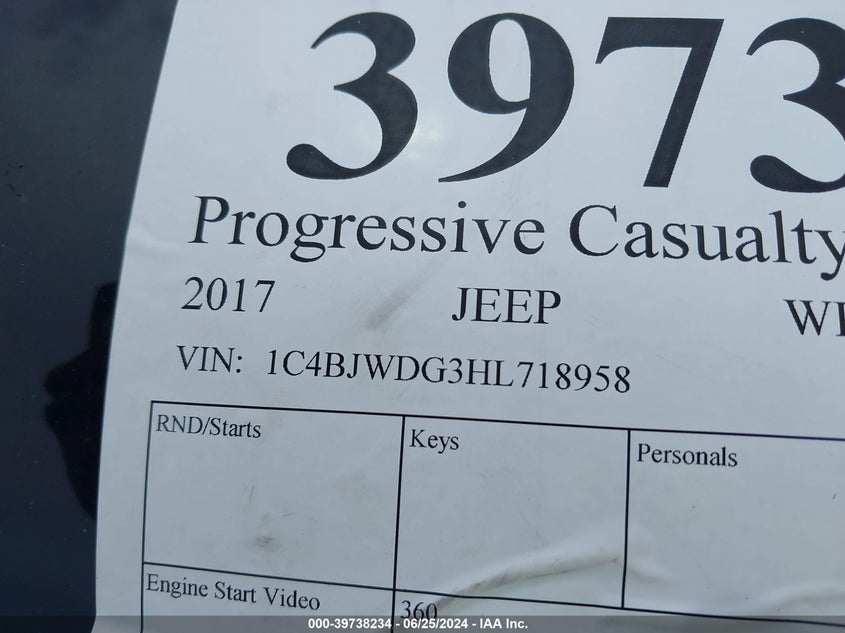 3973
Progressive Casualty
2017 JEEP
VIN: 1C4BJWDG3HL718958
RND/Starts Keys Personals
Engine Start Video 360
000-39738234 - 06/25/2024 - IAA Inc.